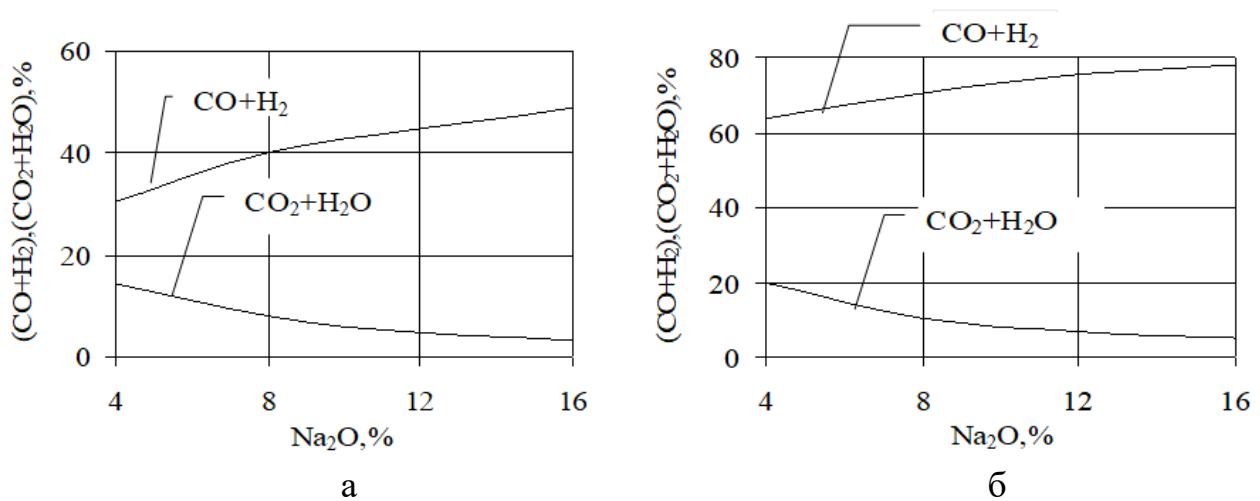 (CO+H2),(CO₂+H₂O),%
60
40
20
0
CO+H₂
CO₂+H₂O
4 8 12 16
Na₂O,%
а
(CO+H₂),(CO₂+H₂O),%
80
60
40
20
0
CO+H₂
CO₂+H₂O
4 8 12 16
Na₂O,%
б